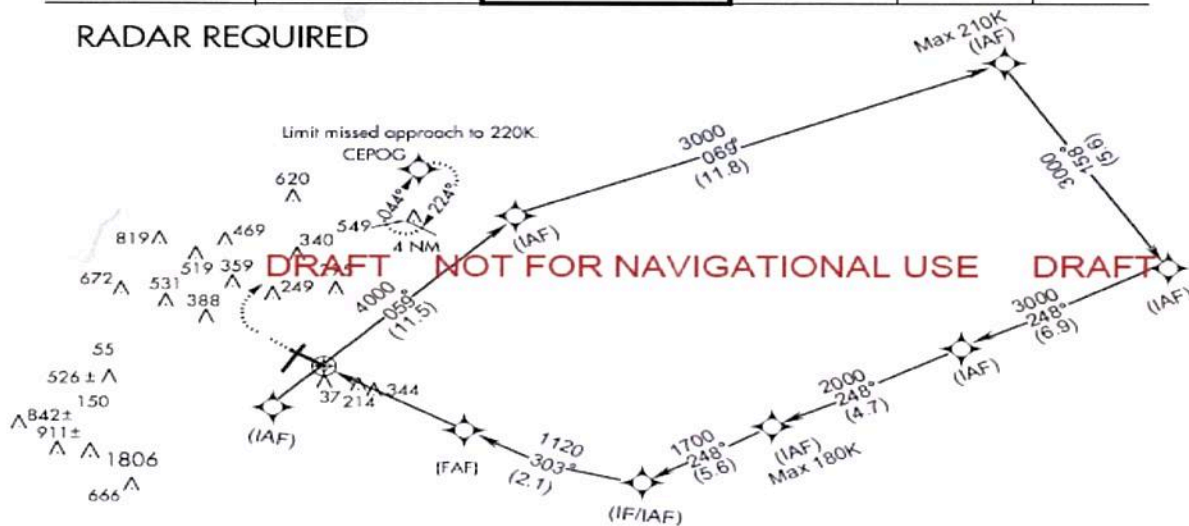 RADAR REQUIRED
Max 210K
(IAF)
Limit missed approach to 220K.
CEPOG
3000
069°
(11.8)
3000
158°
(5.6)
620
044°
224°
549
4 NM
(IAF)
819
469
519
359
340
672
531
388
249
DRAFT NOT FOR NAVIGATIONAL USE DRAFT
4000
059°
(11.5)
(IAF)
3000
248°
(6.9)
(IAF)
2000
248°
(4.7)
(IAF)
Max 180K
1700
248°
(5.6)
(IF/IAF)
1120
303°
(2.1)
(FAF)
37
214
344
(IAF)
55
526 ±
150
842±
911±
1806
666